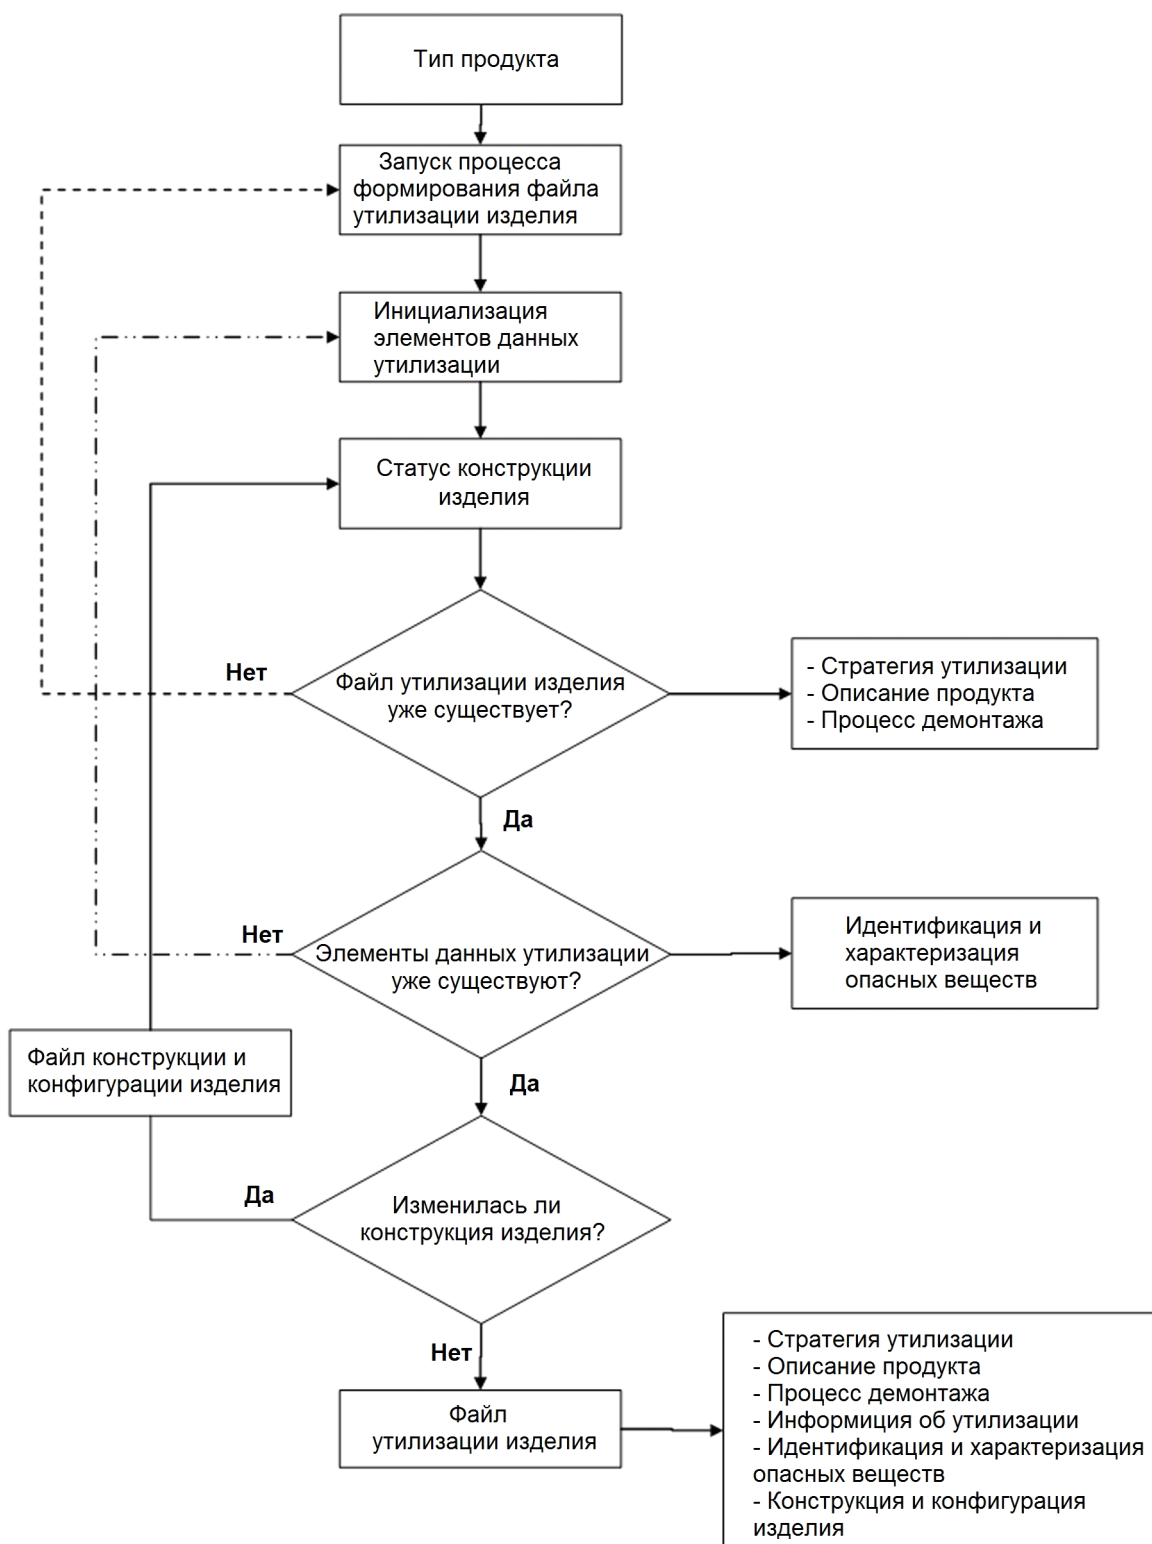 Тип продукта
Запуск процесса
формирования файла
утилизации изделия
Инициализация
элементов данных
утилизации
Статус конструкции
изделия
Нет
Файл утилизации изделия
уже существует?
- Стратегия утилизации
- Описание продукта
- Процесс демонтажа
Да
Нет
Элементы данных утилизации
уже существуют?
Идентификация и
характеризация
опасных веществ
Файл конструкции и
конфигурации изделия
Да
Да
Изменилась ли
конструкция изделия?
Нет
Файл
утилизации изделия
- Стратегия утилизации
- Описание продукта
- Процесс демонтажа
- Информиция об утилизации
- Идентификация и характеризация
опасных веществ
- Конструкция и конфигурация
изделия